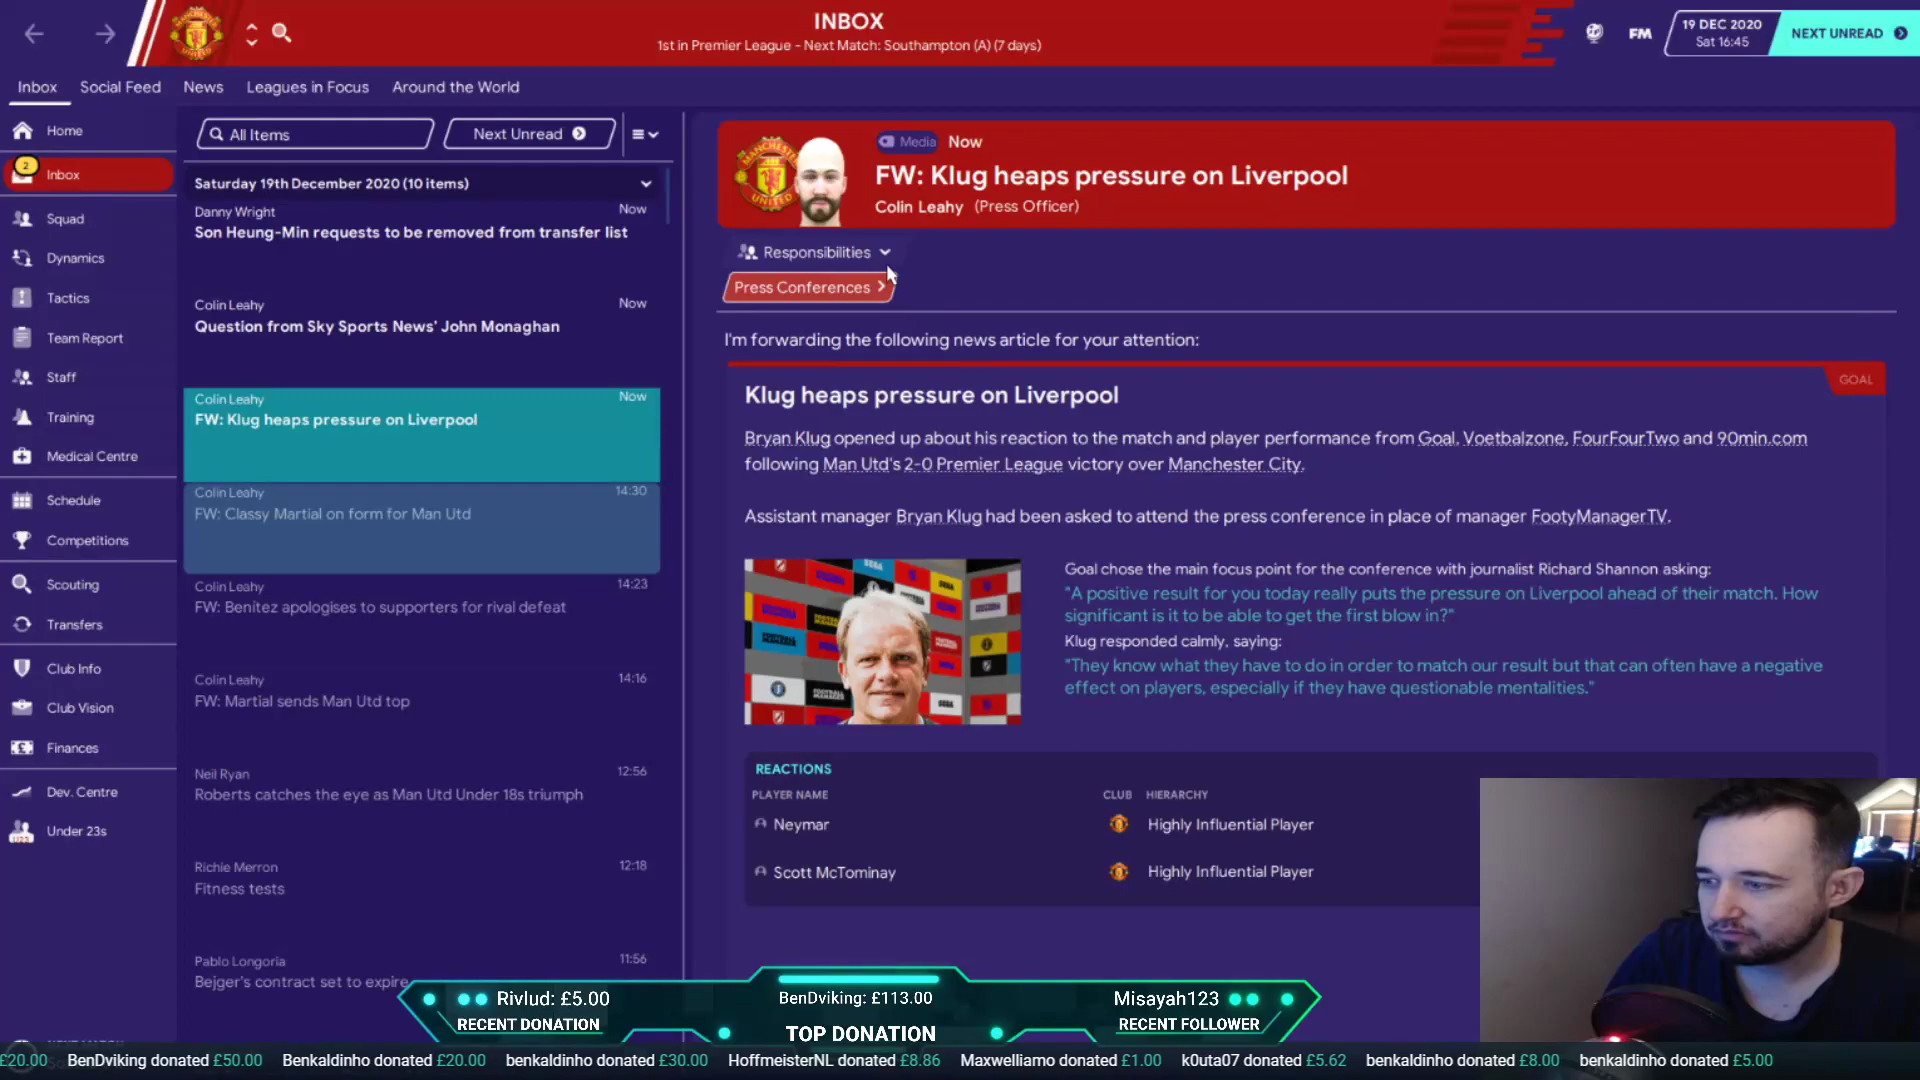 INBOX
1st in Premier League - Next Match: Southampton (A) (7 days)
FM
19 DEC 2020
Sat 16:45
NEXT UNREAD
Inbox
Social Feed
News
Leagues in Focus
Around the World
Home
2
Inbox
Squad
Dynamics
Tactics
Team Report
Staff
Training
Medical Centre
Schedule
Competitions
Scouting
Transfers
Club Info
Club Vision
Finances
Dev. Centre
Under 23s
All Items
Next Unread
Saturday 19th December 2020 (10 items)
Danny Wright
Now
Son Heung-Min requests to be removed from transfer list
Colin Leahy
Now
Question from Sky Sports News' John Monaghan
Colin Leahy
Now
FW: Klug heaps pressure on Liverpool
Colin Leahy
14:30
FW: Classy Martial on form for Man Utd
Colin Leahy
14:23
FW: Benitez apologises to supporters for rival defeat
Colin Leahy
14:16
FW: Martial sends Man Utd top
Neil Ryan
12:56
Roberts catches the eye as Man Utd Under 18s triumph
Richie Merron
12:18
Fitness tests
Pablo Longoria
11:56
Bejger's contract set to expire
Media
Now
FW: Klug heaps pressure on Liverpool
Colin Leahy (Press Officer)
Responsibilities
Press Conferences
I'm forwarding the following news article for your attention:
GOAL
Klug heaps pressure on Liverpool
Bryan Klug opened up about his reaction to the match and player performance from Goal, Voetbalzone, FourFourTwo and 90min.com
following Man Utd's 2-0 Premier League victory over Manchester City.
Assistant manager Bryan Klug had been asked to attend the press conference in place of manager FootyManagerTV.
Goal chose the main focus point for the conference with journalist Richard Shannon asking:
"A positive result for you today really puts the pressure on Liverpool ahead of their match. How
significant is it to be able to get the first blow in?"
Klug responded calmly, saying:
"They know what they have to do in order to match our result but that can often have a negative
effect on players, especially if they have questionable mentalities."
REACTIONS
PLAYER NAME
CLUB
HIERARCHY
Neymar
Highly Influential Player
Scott McTominay
Highly Influential Player
Rivlud: £5.00
RECENT DONATION
BenDviking: £113.00
TOP DONATION
Misayah123
RECENT FOLLOWER
£20.00 BenDviking donated £50.00 Benkaldinho donated £20.00 benkaldinho donated £30.00 HoffmeisterNL donated £8.86 Maxwelliamo donated £1.00 k0uta07 donated £5.62 benkaldinho donated £8.00 benkaldinho donated £5.00